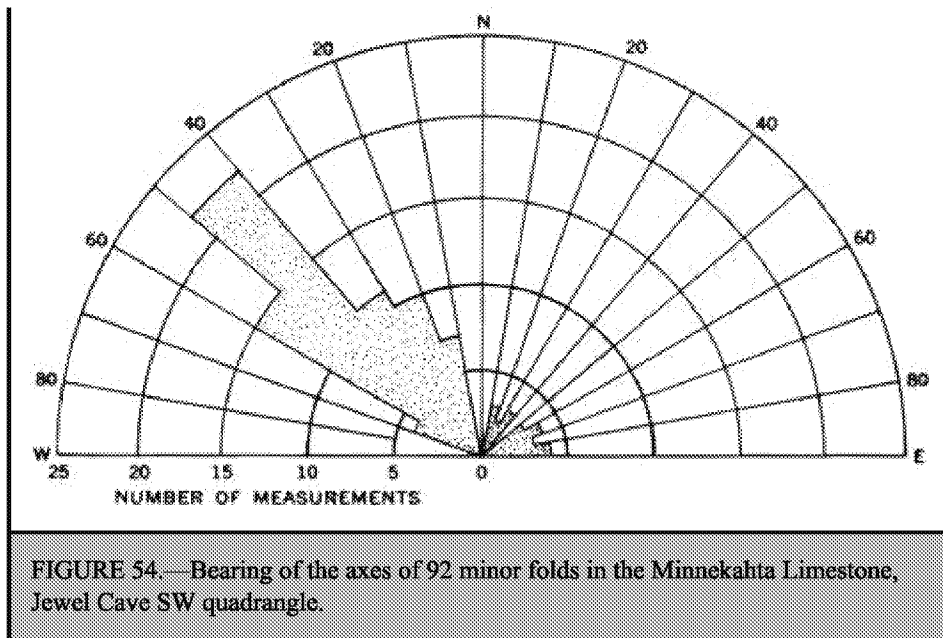 N
20 20
40 40
60 60
80 80
W E
25 20 15 10 5 0
NUMBER OF MEASUREMENTS
FIGURE 54.—Bearing of the axes of 92 minor folds in the Minnekahta Limestone,
Jewel Cave SW quadrangle.